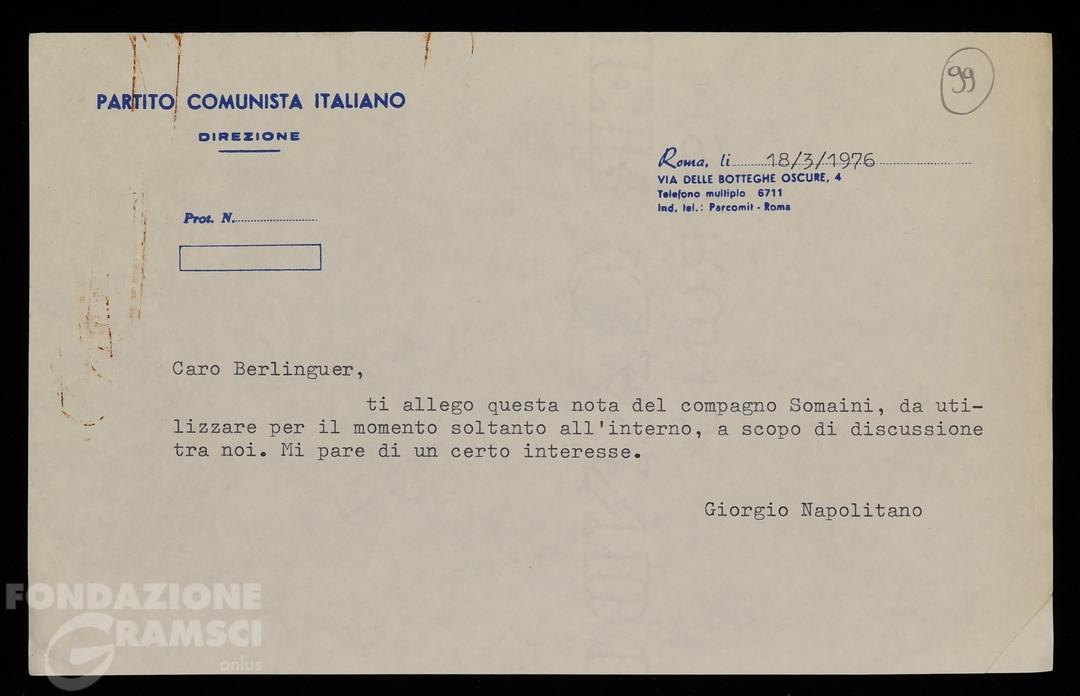 99
PARTITO COMUNISTA ITALIANO
DIREZIONE
Roma, li 18/3/1976
VIA DELLE BOTTEGHE OSCURE, 4
Telefono multiplo 6711
Ind. tel.: Parcomit - Roma
Prot. N.
Caro Berlinguer,
ti allego questa nota del compagno Somaini, da uti-
lizzare per il momento soltanto all'interno, a scopo di discussione
tra noi. Mi pare di un certo interesse.
Giorgio Napolitano
FONDAZIONE
GRAMSCI
onlus